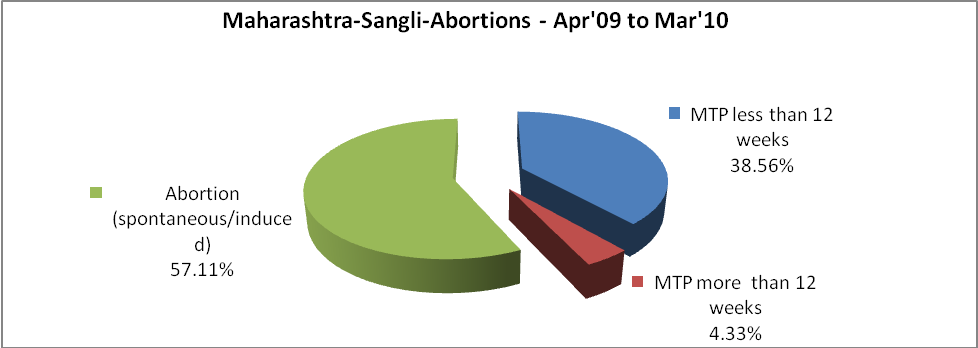 Maharashtra-Sangli-Abortions - Apr'09 to Mar'10
MTP less than 12
weeks
38.56%
Abortion
(spontaneous/induce
d)
57.11%
MTP more  than 12
weeks
4.33%